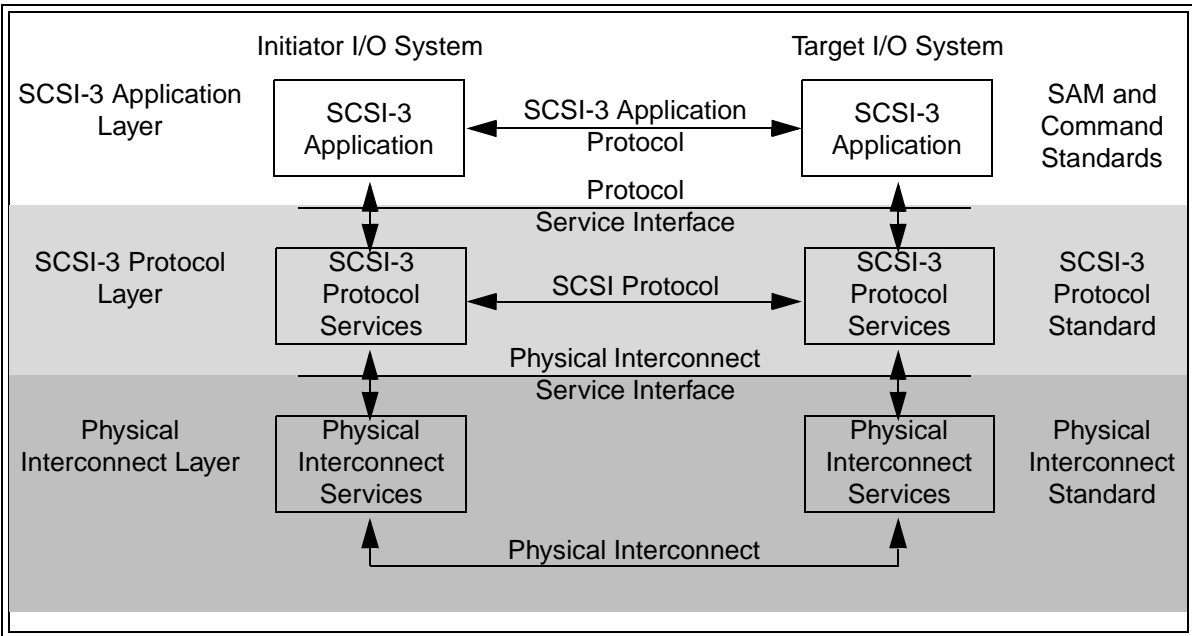 Initiator I/O System
Target I/O System
SCSI-3 Application
Layer
SCSI-3
Application
SCSI-3 Application
Protocol
SCSI-3
Application
SAM and
Command
Standards
Protocol
Service Interface
SCSI-3 Protocol
Layer
SCSI-3
Protocol
Services
SCSI Protocol
SCSI-3
Protocol
Services
SCSI-3
Protocol
Standard
Physical Interconnect
Service Interface
Physical
Interconnect Layer
Physical
Interconnect
Services
Physical
Interconnect
Services
Physical
Interconnect
Standard
Physical Interconnect